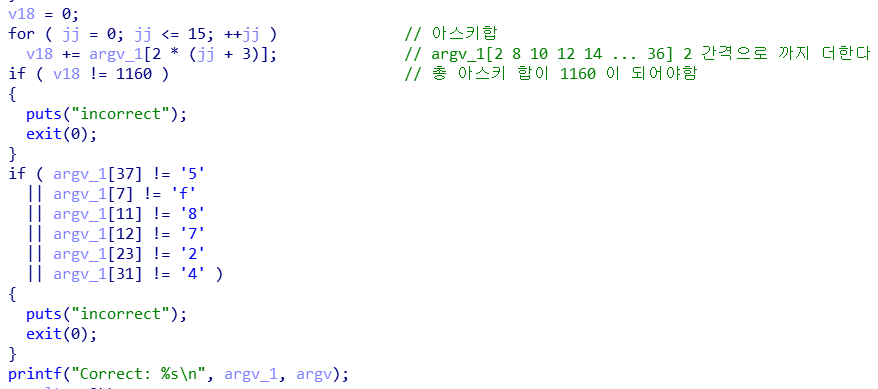 v18 = 0;
for ( jj = 0; jj <= 15; ++jj ) // 아스키합
v18 += argv_1[2 * (jj + 3)]; // argv_1[2 8 10 12 14 ... 36] 2 간격으로 까지 더한다
if ( v18 != 1160 ) // 총 아스키 합이 1160 이 되어야함
{
puts("incorrect");
exit(0);
}
if ( argv_1[37] != '5'
|| argv_1[7] != 'f'
|| argv_1[11] != '8'
|| argv_1[12] != '7'
|| argv_1[23] != '2'
|| argv_1[31] != '4' )
{
puts("incorrect");
exit(0);
}
printf("Correct: %s\n", argv_1, argv);